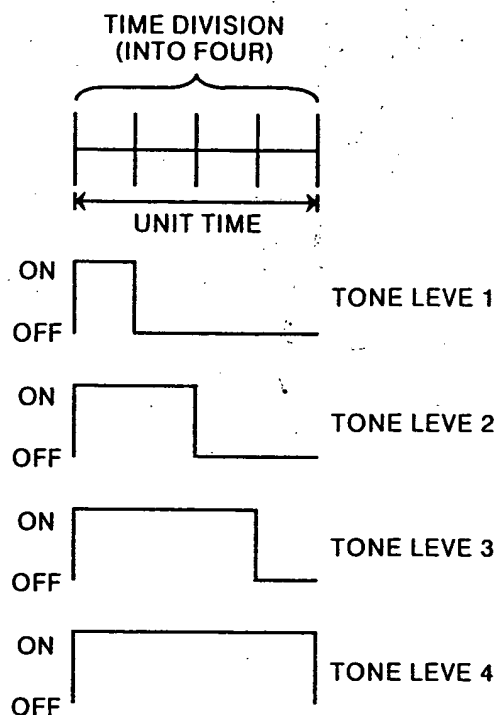 TIME DIVISION
(INTO FOUR)
UNIT TIME
ON
OFF
TONE LEVE 1
ON
OFF
TONE LEVE 2
ON
OFF
TONE LEVE 3
ON
OFF
TONE LEVE 4